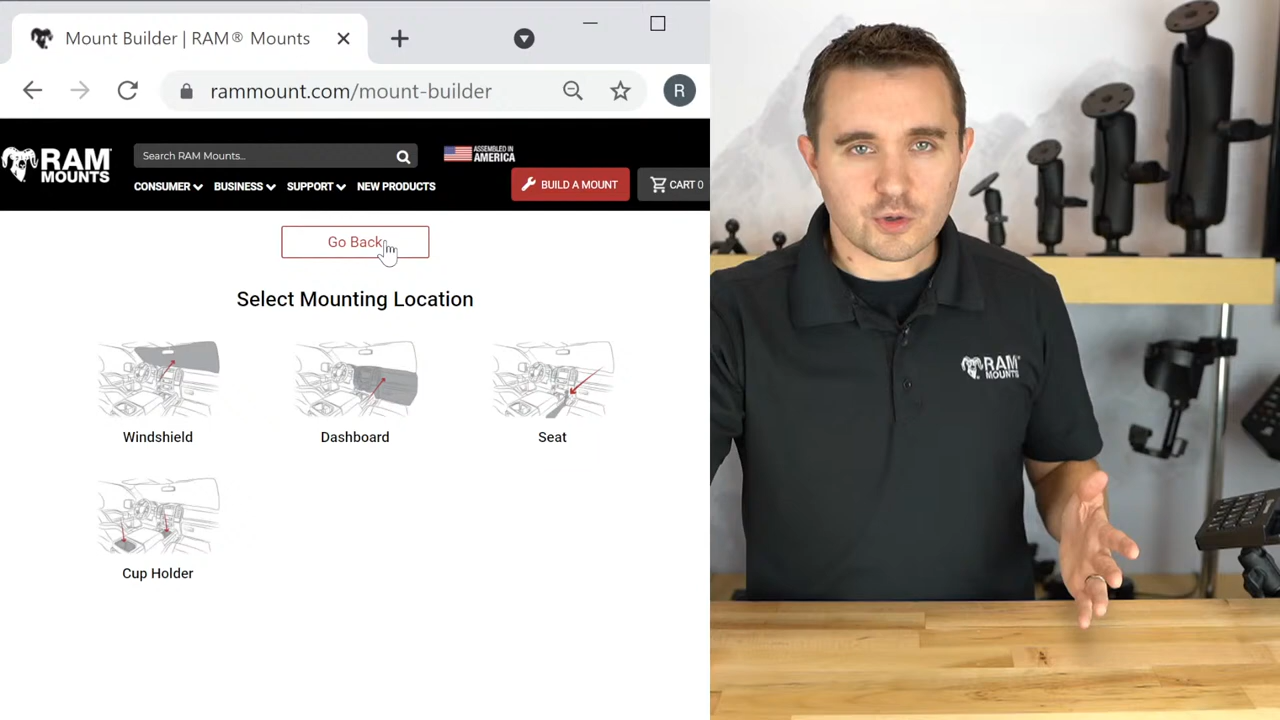 Mount Builder | RAM® Mounts
rammount.com/mount-builder
R
RAM
MOUNTS
Search RAM Mounts...
ASSEMBLED IN
AMERICA
CONSUMER
BUSINESS
SUPPORT
NEW PRODUCTS
BUILD A MOUNT
CART 0
Go Back
Select Mounting Location
Windshield
Dashboard
Seat
Cup Holder
RAM
MOUNTS